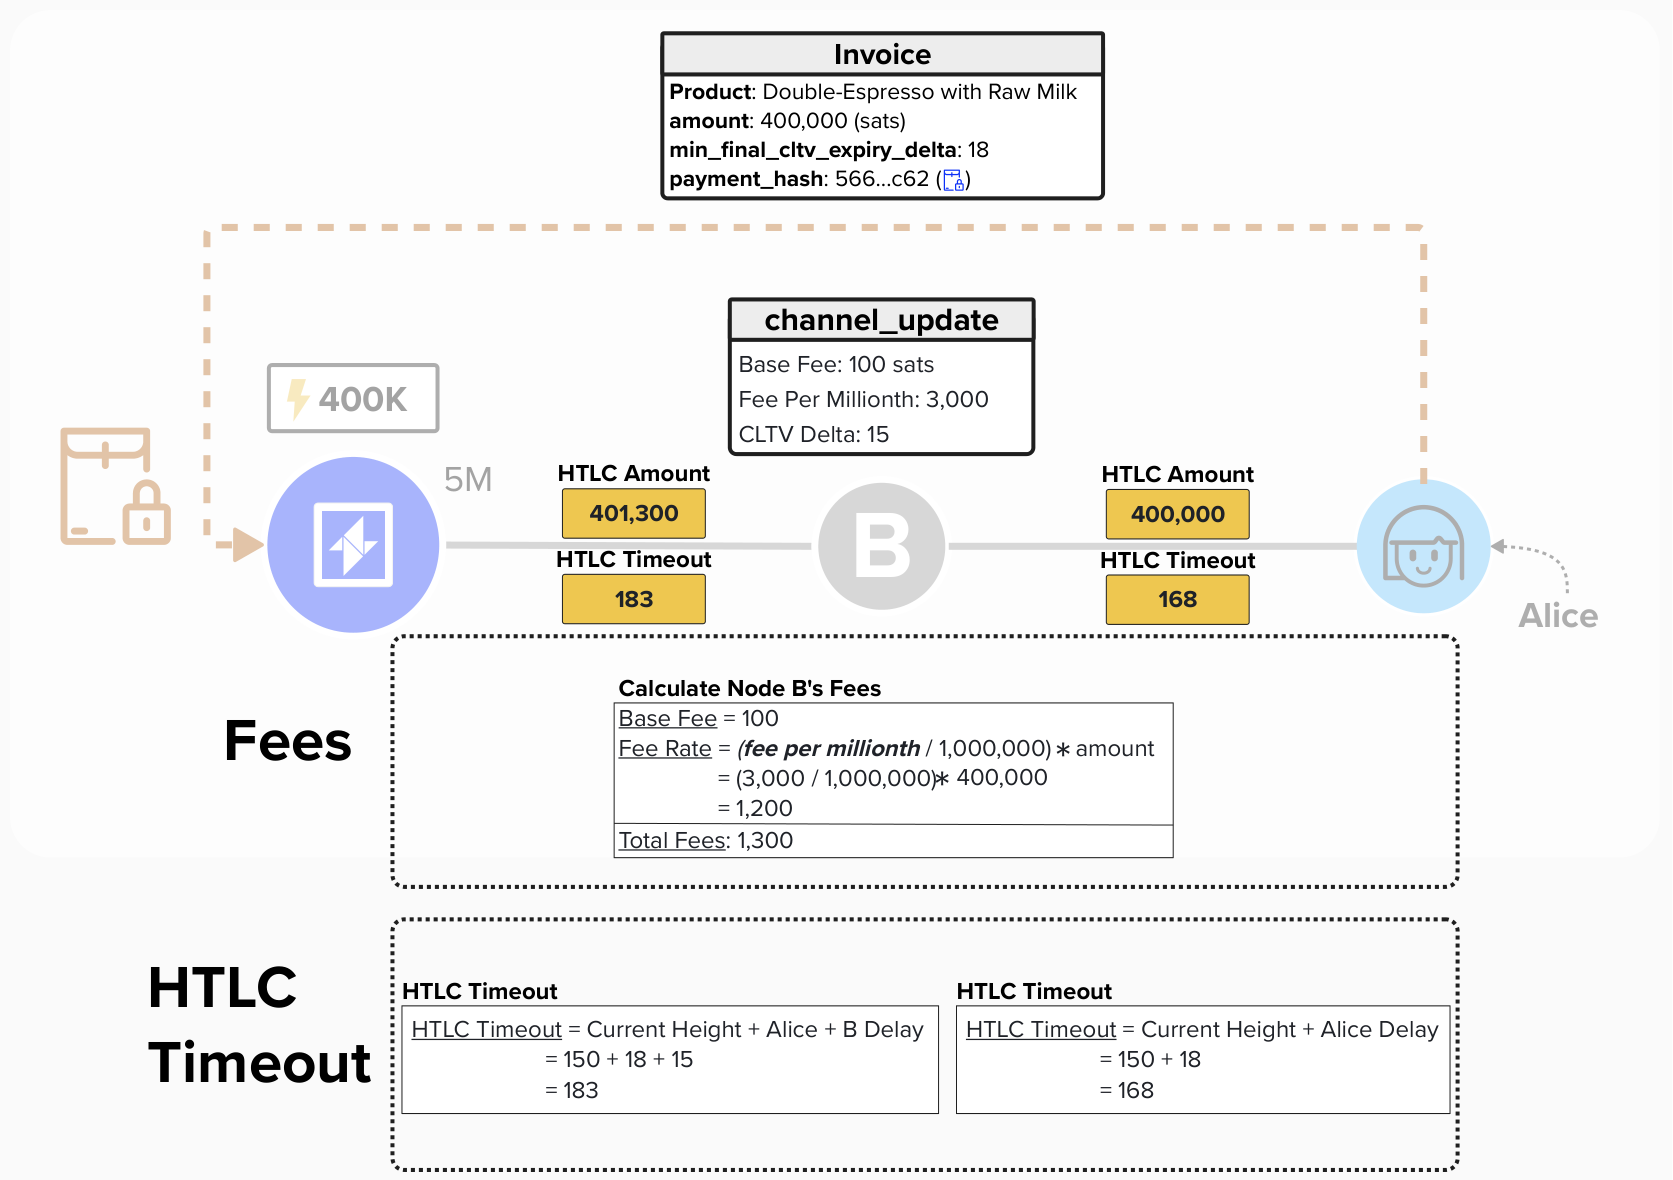 Invoice
Product: Double-Espresso with Raw Milk
amount: 400,000 (sats)
min_final_cltv_expiry_delta: 18
payment_hash: 566...c62 ()
channel_update
Base Fee: 100 sats
Fee Per Millionth: 3,000
CLTV Delta: 15
400K
5M
HTLC Amount
401,300
HTLC Timeout
183
B
HTLC Amount
400,000
HTLC Timeout
168
Alice
Fees
Calculate Node B's Fees
Base Fee = 100
Fee Rate = (fee per millionth / 1,000,000) * amount
= (3,000 / 1,000,000)* 400,000
= 1,200
Total Fees: 1,300
HTLC
Timeout
HTLC Timeout
HTLC Timeout = Current Height + Alice + B Delay
= 150 + 18 + 15
= 183
HTLC Timeout
HTLC Timeout = Current Height + Alice Delay
= 150 + 18
= 168